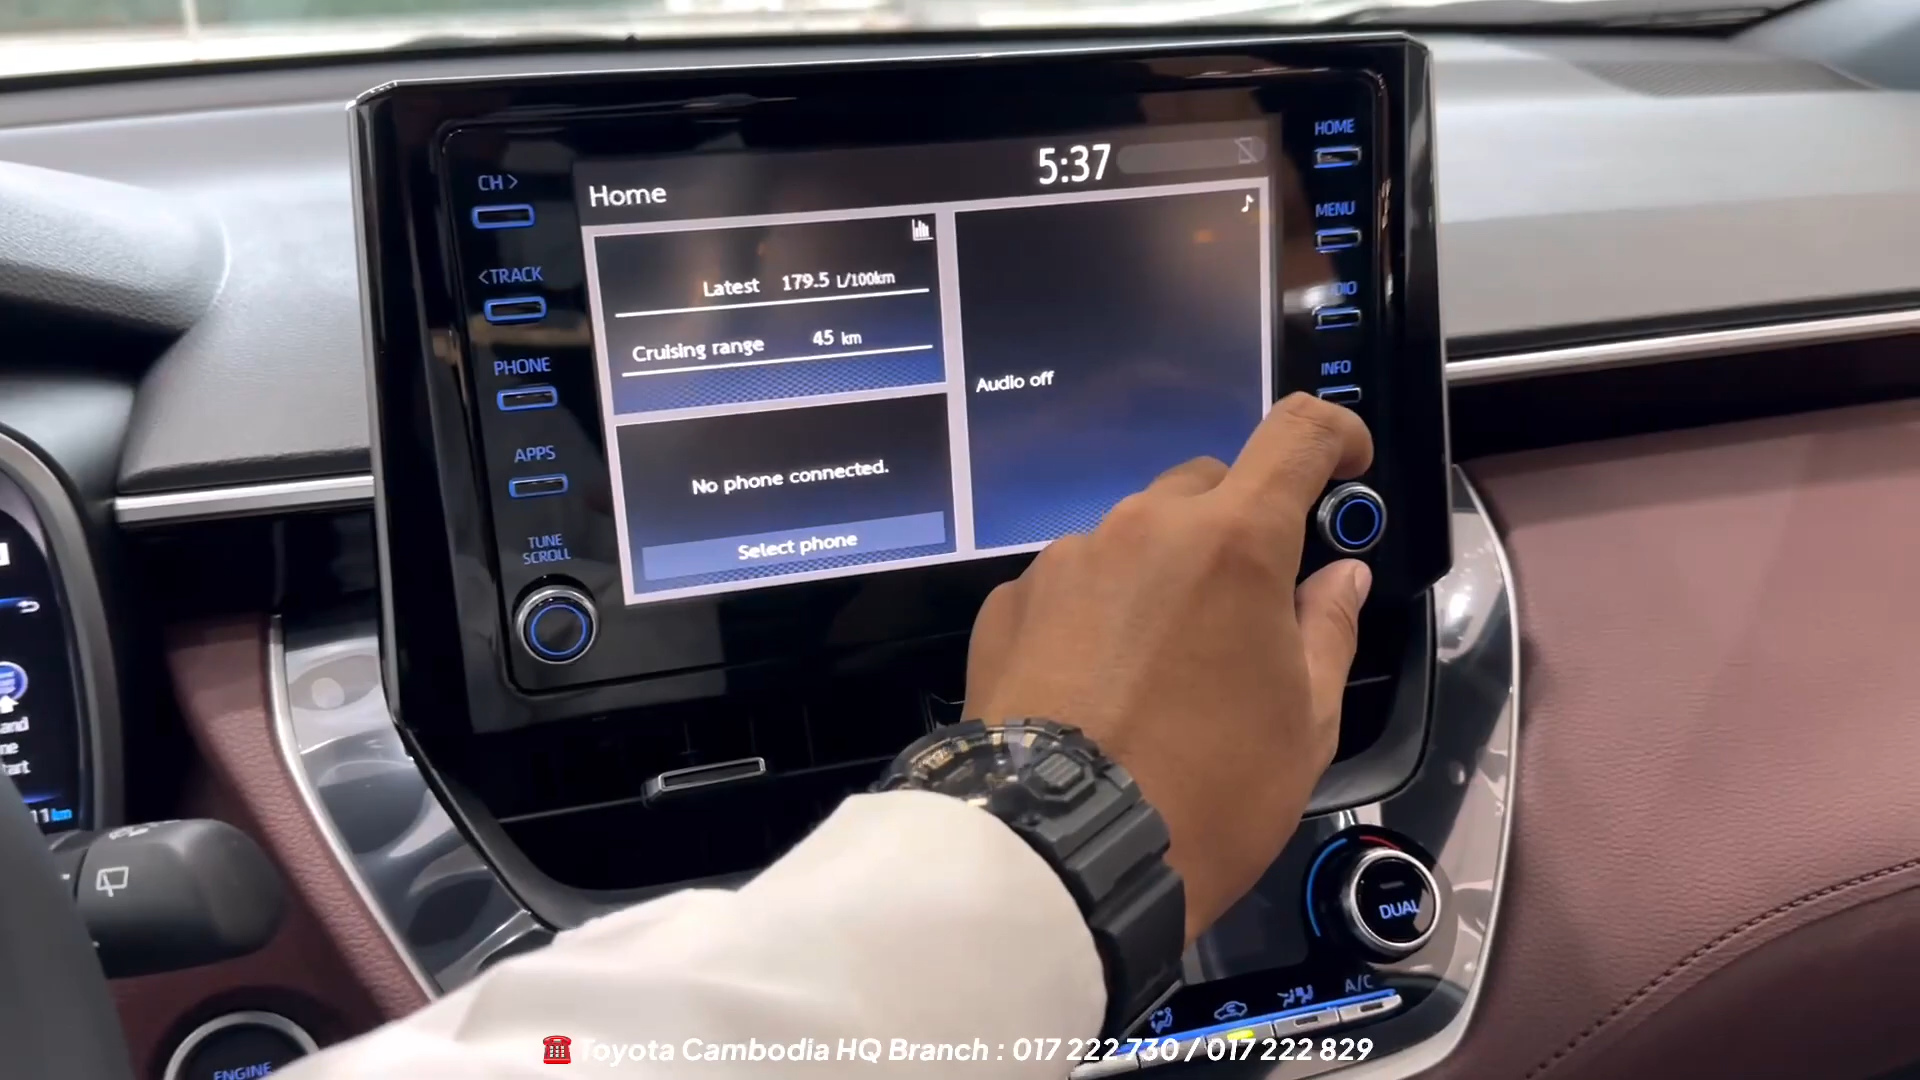 CH >
<TRACK
PHONE
APPS
TUNE
SCROLL
Home
5:37
Latest 179.5 L/100km
Cruising range 45 km
No phone connected.
Select phone
Audio off
HOME
MENU
INFO
and
DUAL
A/C
ENGINE
Toyota Cambodia HQ Branch : 017 222 730 / 017 222 829